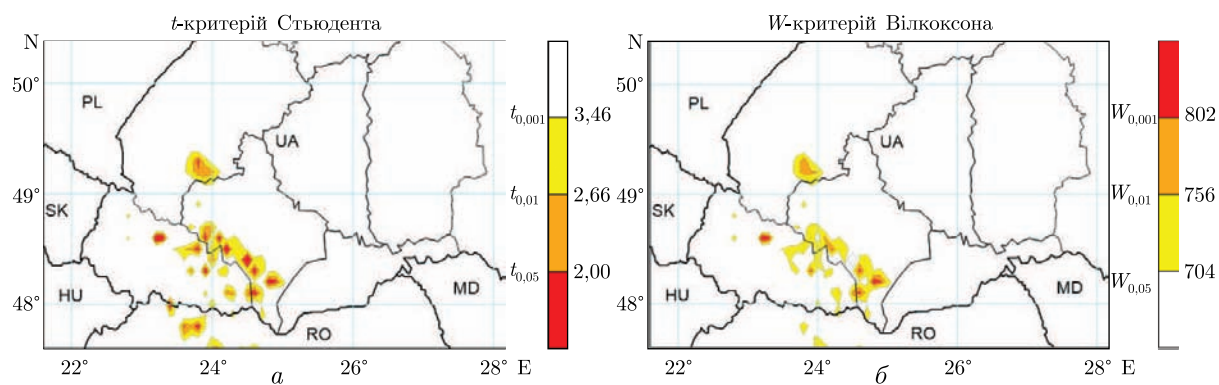 t-критерій Стьюдента
N
50°
49°
48°
PL
UA
SK
HU
RO
MD
22°
24°
26°
28° E
t0,001
3,46
t0,01
2,66
t0,05
2,00
а
W-критерій Вілкоксона
N
50°
49°
48°
PL
UA
SK
HU
RO
MD
22°
24°
26°
28° E
W0,001
802
W0,01
756
W0,05
704
б